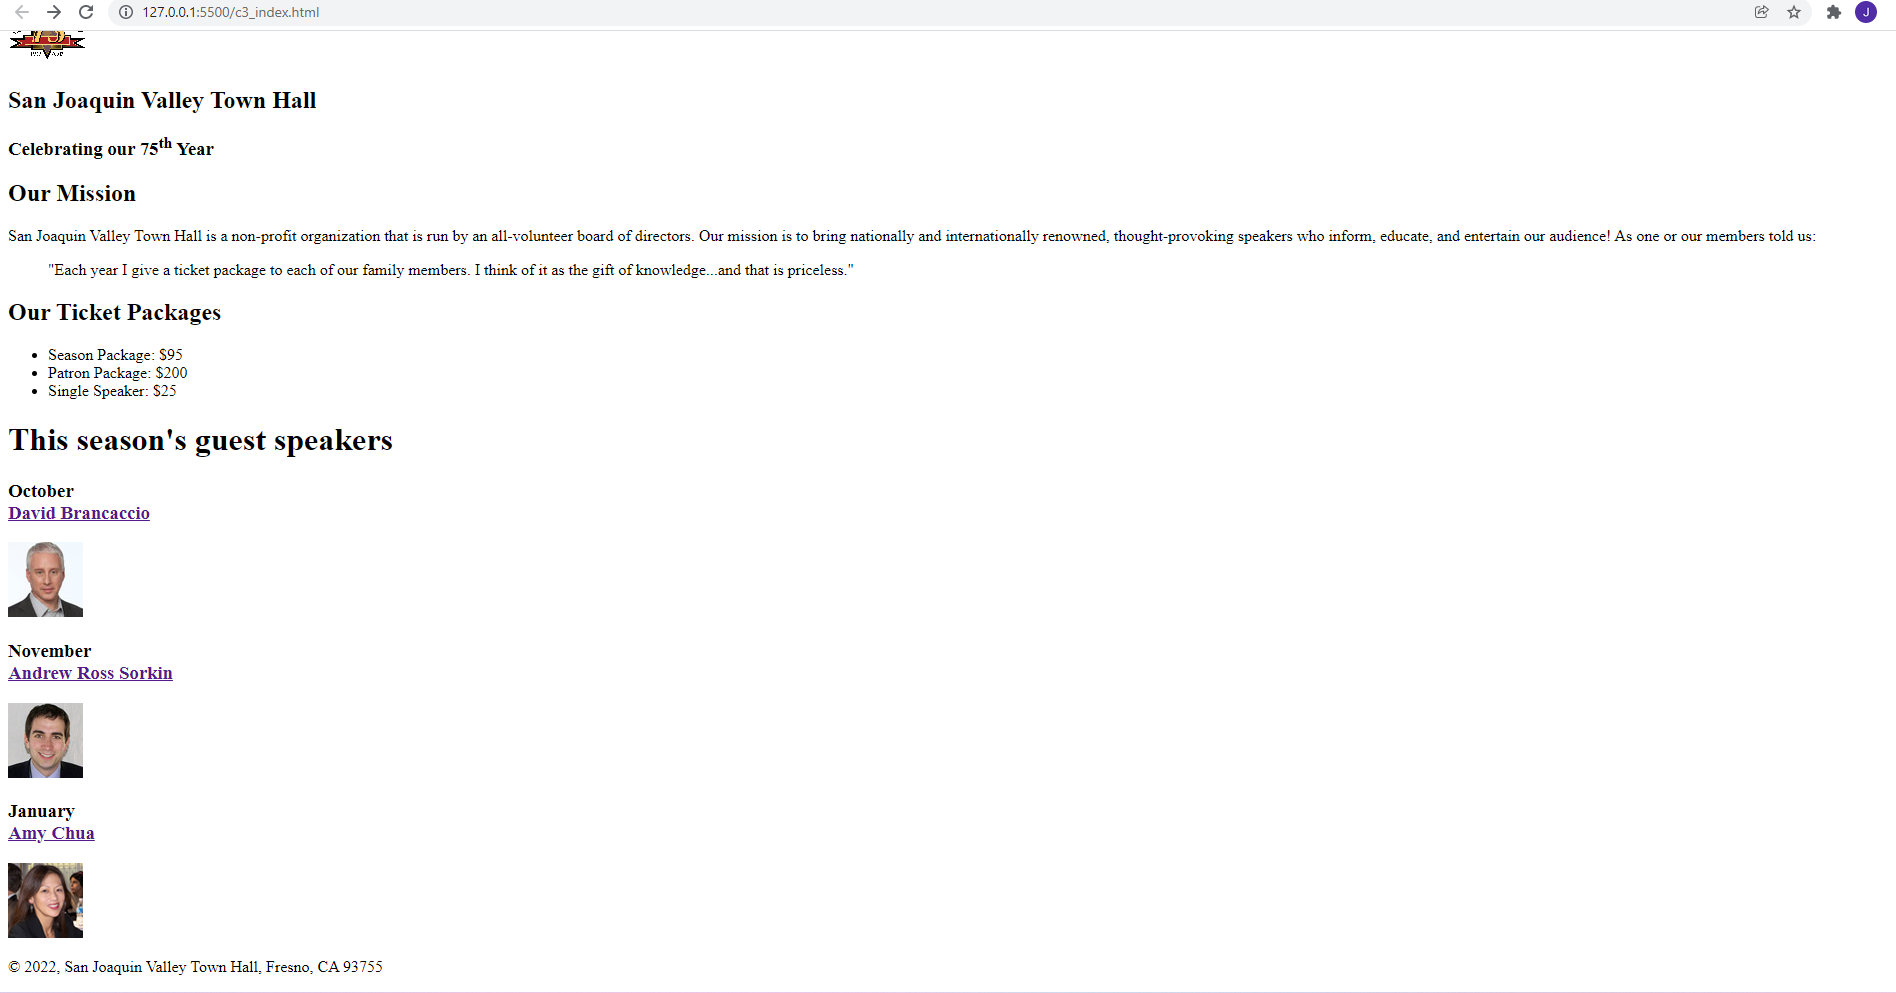 127.0.0.1:5500/c3_index.html
J
San Joaquin Valley Town Hall
Celebrating our 75th Year
Our Mission
San Joaquin Valley Town Hall is a non-profit organization that is run by an all-volunteer board of directors. Our mission is to bring nationally and internationally renowned, thought-provoking speakers who inform, educate, and entertain our audience! As one or our members told us:
"Each year I give a ticket package to each of our family members. I think of it as the gift of knowledge...and that is priceless."
Our Ticket Packages
• Season Package: $95
• Patron Package: $200
• Single Speaker: $25
This season's guest speakers
October
David Brancaccio
November
Andrew Ross Sorkin
January
Amy Chua
© 2022, San Joaquin Valley Town Hall, Fresno, CA 93755